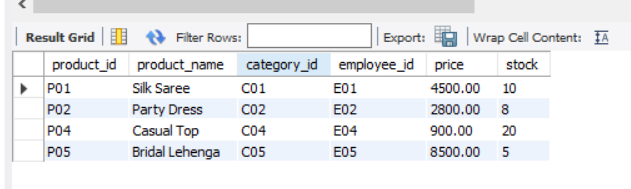 Result Grid Filter Rows: Export: Wrap Cell Content:
product_id product_name category_id employee_id price stock
P01 Silk Saree C01 E01 4500.00 10
P02 Party Dress C02 E02 2800.00 8
P04 Casual Top C04 E04 900.00 20
P05 Bridal Lehenga C05 E05 8500.00 5